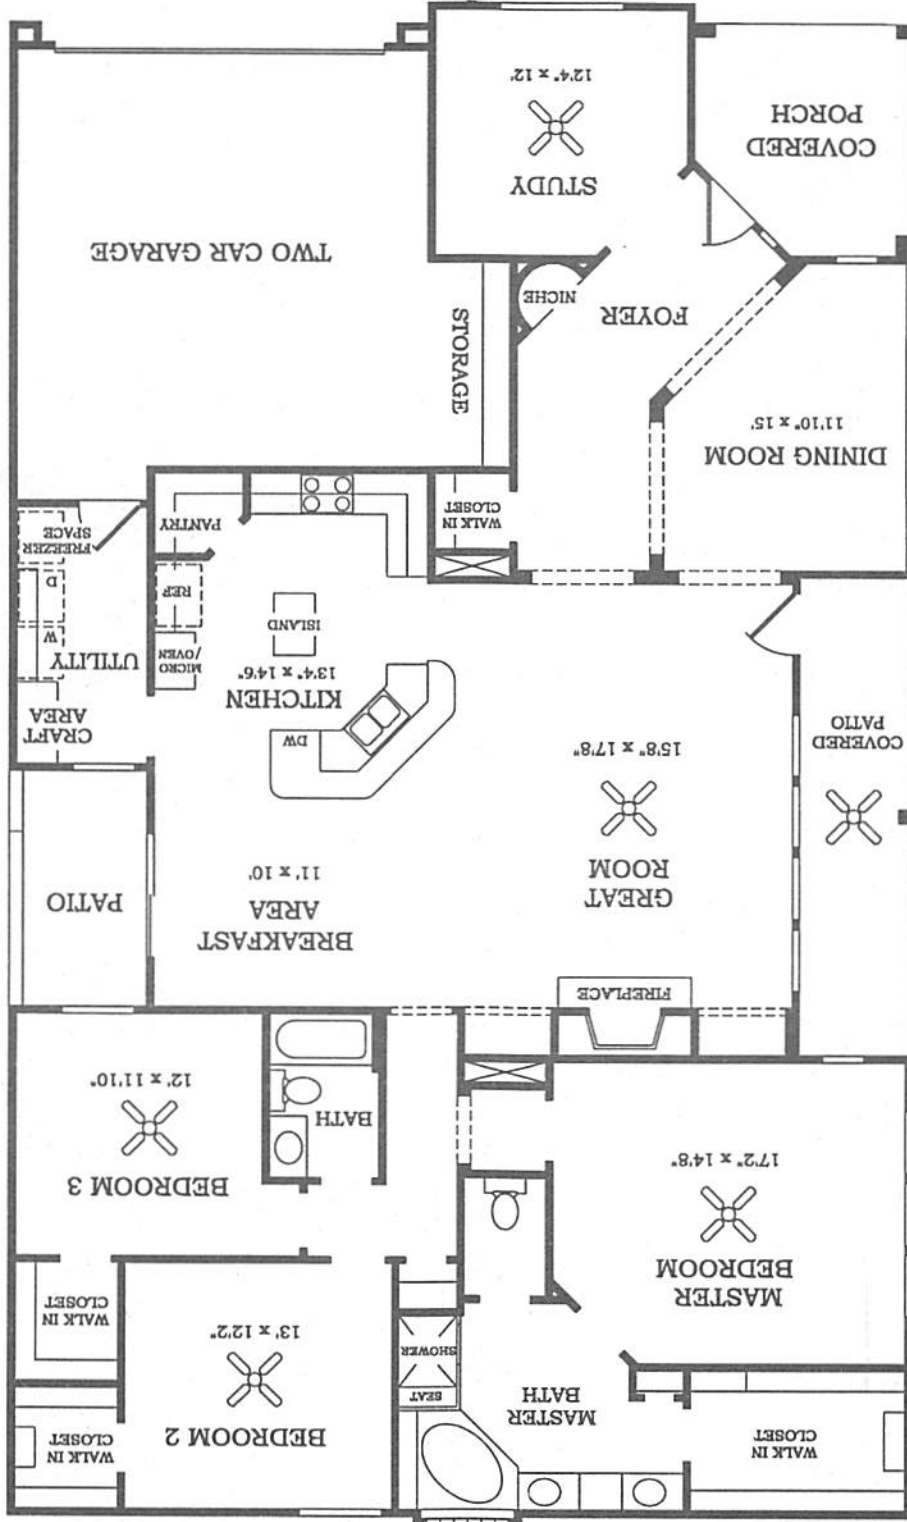 WALK IN
CLOSET
MASTER
BATH
SEAT
SHOWER
BEDROOM 2
13' x 12'2"
WALK IN
CLOSET
WALK IN
CLOSET
MASTER
BEDROOM
17'2" x 14'8"
BEDROOM 3
12' x 11'10"
BATH
FIREPLACE
GREAT
ROOM
15'8" x 17'8"
COVERED
PATIO
BREAKFAST
AREA
11' x 10'
PATIO
DW
KITCHEN
13'4" x 14'6"
ISLAND
MICRO
/OVEN
REF
PANTRY
CRAFT
AREA
UTILITY
W
D
FREEZER
SPACE
WALK IN
CLOSET
DINING ROOM
11'10" x 15'
FOYER
NICHE
STORAGE
TWO CAR GARAGE
COVERED
PORCH
STUDY
12'4" x 12'